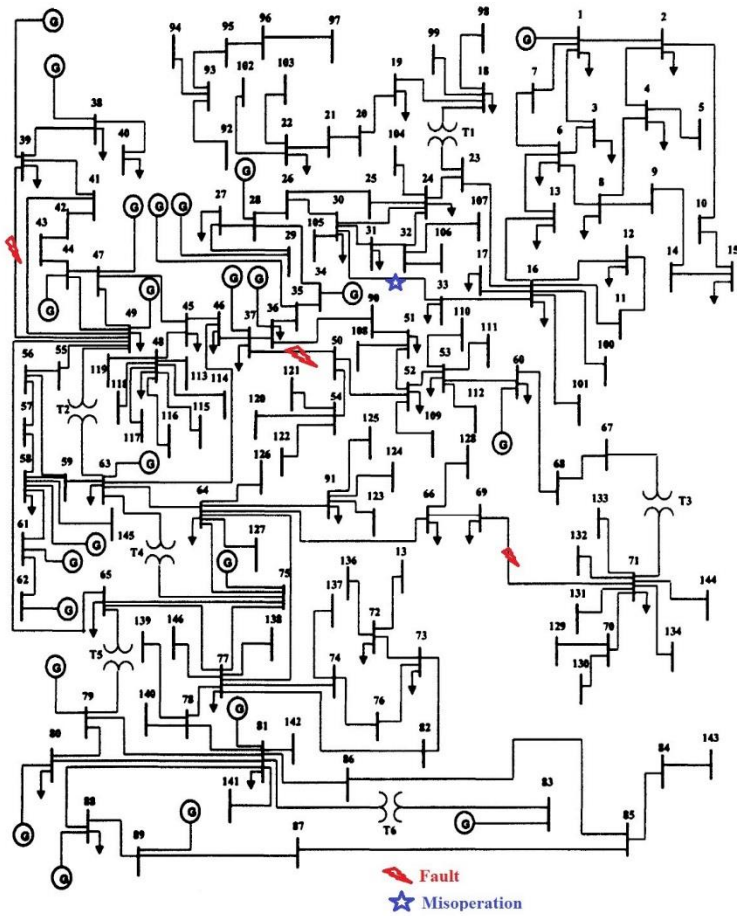 94 95 96 97 98
G 102 103 19 99 18 G 1 2
G 93 7
38 4
39 40 92 22 21 20 104 T1 23 3 5
6
41 26 25 24 9
42 G G G G 27 28 30 107 13 8 10
43 105 31 32 106 12
44 47 29 34 17 16 14 15
G G 35 G 33 11
49 45 46 G G 36 90
37 51 110 100
56 55 48 108 111
119 113 114 50 53 60 101
57 T2 118 121 52 112
115 120 54 109 G
117 116 125
58 59 63 G 126 122 128 67
124 68
64 91 133
61 127 123 66 69 T3
145 T4 132
G G 71
62 G 75 136 13 131
65 137 144
G 139 146 138 72 129 70
73 134
T5 77 74 130
G 79 140 78 G 76
80 81 142 82
86 83 84 143
141
G 88 G T6 G 85
89 87
G
Fault
Misoperation